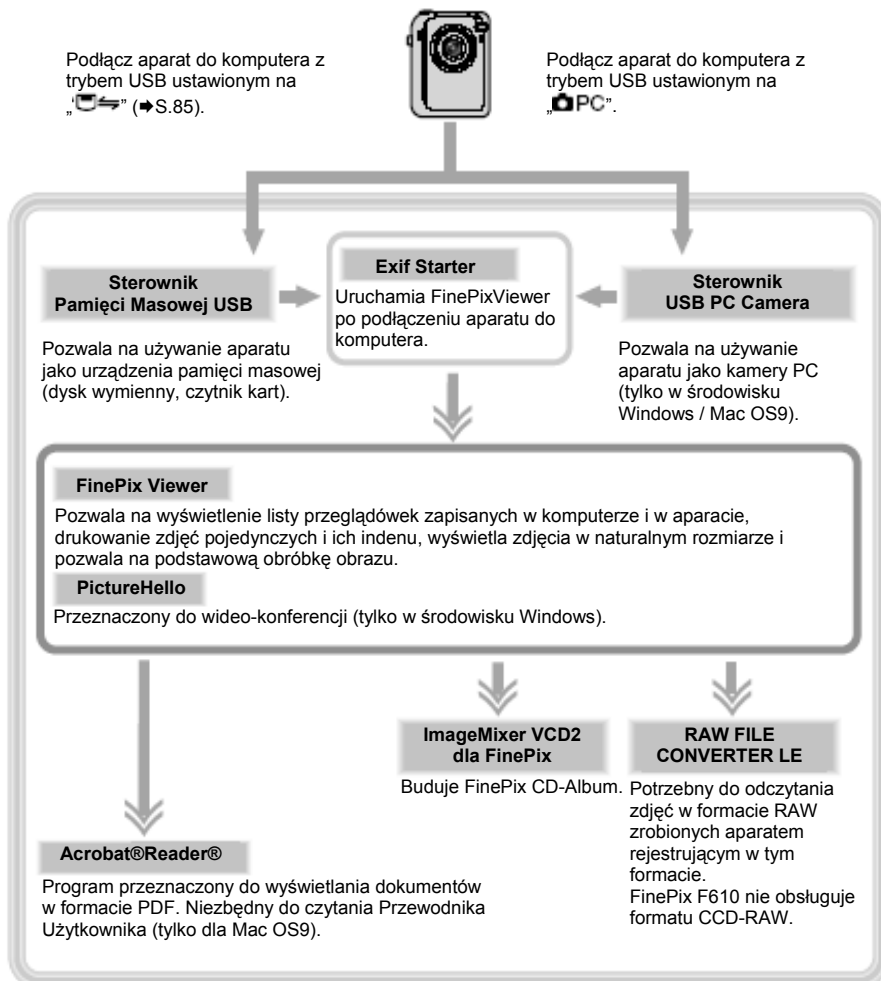 Podłącz aparat do komputera z
trybem USB ustawionym na
„ ” (➡S.85).
Podłącz aparat do komputera z
trybem USB ustawionym na
„PC”.
Sterownik
Pamięci Masowej USB
Exif Starter
Uruchamia FinePixViewer
po podłączeniu aparatu do
komputera.
Sterownik
USB PC Camera
Pozwala na używanie aparatu
jako urządzenia pamięci masowej
(dysk wymienny, czytnik kart).
Pozwala na używanie
aparatu jako kamery PC
(tylko w środowisku
Windows / Mac OS9).
FinePix Viewer
Pozwala na wyświetlenie listy przeglądówek zapisanych w komputerze i w aparacie,
drukowanie zdjęć pojedynczych i ich indenu, wyświetla zdjęcia w naturalnym rozmiarze i
pozwala na podstawową obróbkę obrazu.
PictureHello
Przeznaczony do wideo-konferencji (tylko w środowisku Windows).
ImageMixer VCD2
dla FinePix
Buduje FinePix CD-Album.
RAW FILE
CONVERTER LE
Potrzebny do odczytania
zdjęć w formacie RAW
zrobionych aparatem
rejestrującym w tym
formacie.
FinePix F610 nie obsługuje
formatu CCD-RAW.
Acrobat®Reader®
Program przeznaczony do wyświetlania dokumentów
w formacie PDF. Niezbędny do czytania Przewodnika
Użytkownika (tylko dla Mac OS9).